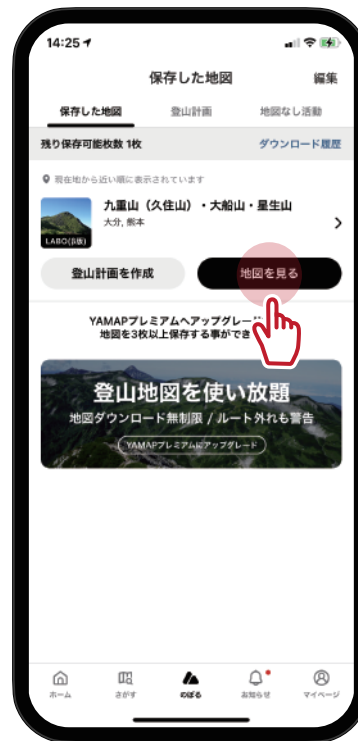 14:25
保存した地図
編集
保存した地図
登山計画
地図なし活動
残り保存可能枚数 1枚
ダウンロード履歴
現在地から近い順に表示されています
九重山（久住山）・大船山・星生山
大分, 熊本
LABO(β版)
登山計画を作成
地図を見る
YAMAPプレミアムへアップグレー
地図を3枚以上保存する事ができ
登山地図を使い放題
地図ダウンロード無制限 / ルート外れも警告
YAMAPプレミアムにアップグレード
ホーム
さがす
のぼる
お知らせ
マイページ